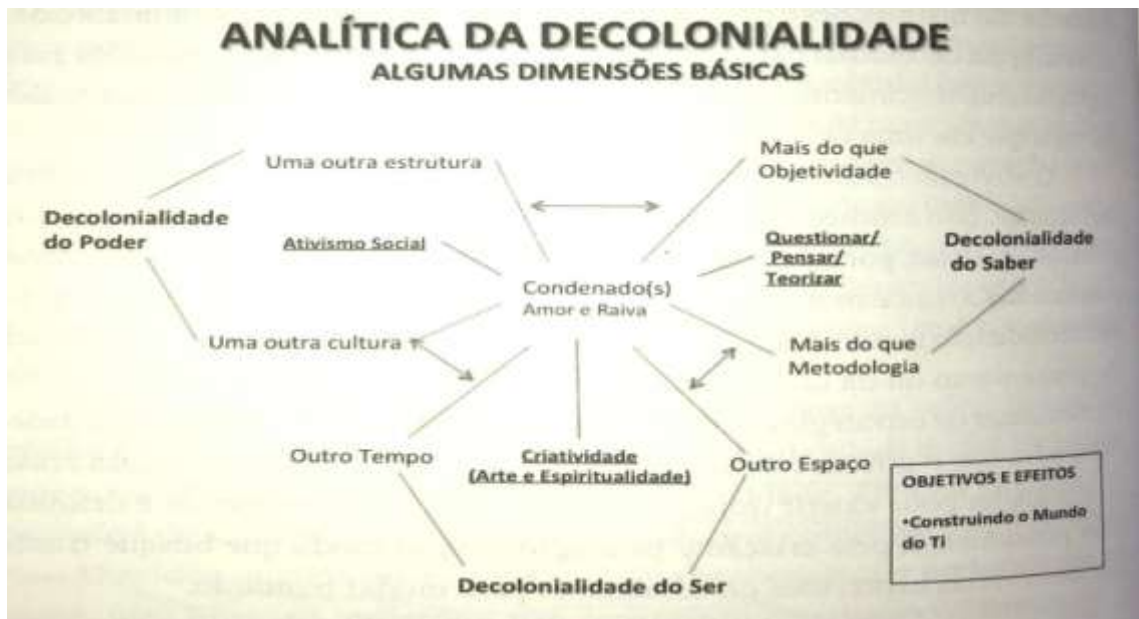 ANALÍTICA DA DECOLONIALIDADE
ALGUMAS DIMENSÕES BÁSICAS
Uma outra estrutura
Mais do que
Objetividade
Decolonialidade
do Poder
Ativismo Social
Questionar/
Pensar/
Teorizar
Decolonialidade
do Saber
Condenado(s)
Amor e Raiva
Uma outra cultura
Mais do que
Metodologia
Outro Tempo
Criatividade
(Arte e Espiritualidade)
Outro Espaço
Decolonialidade do Ser
OBJETIVOS E EFEITOS
•Construindo o Mundo
do Ti